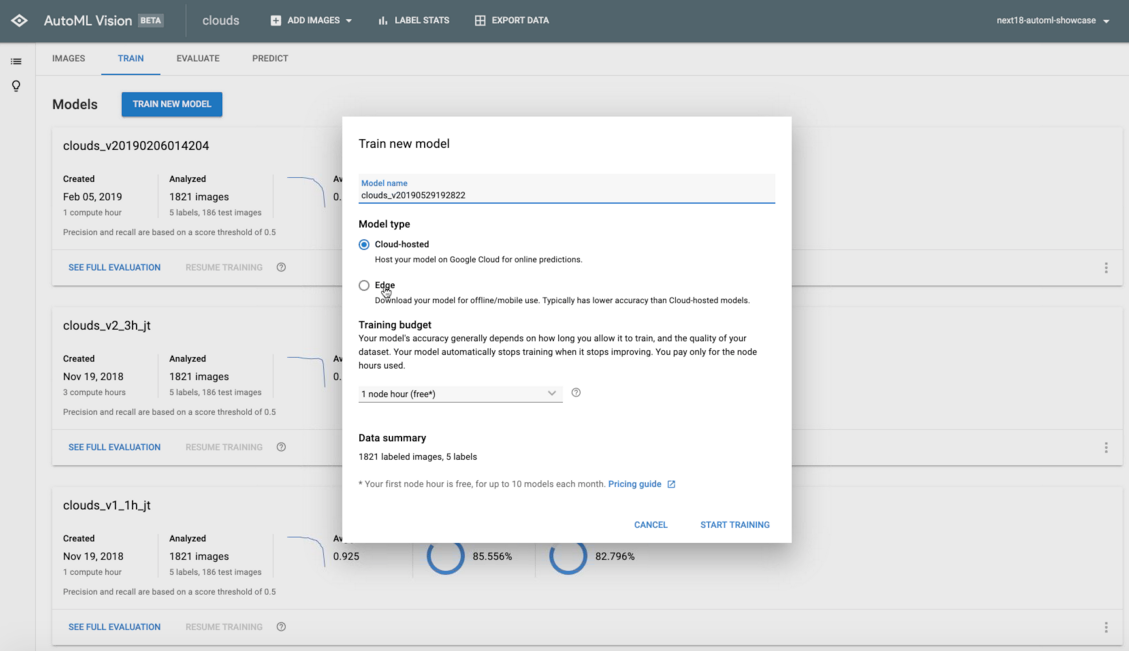 AutoML Vision BETA
clouds
ADD IMAGES
LABEL STATS
EXPORT DATA
next18-automl-showcase
IMAGES
TRAIN
EVALUATE
PREDICT
Models
TRAIN NEW MODEL
clouds_v20190206014204
Created
Analyzed
Av
Feb 05, 2019
1821 images
0.
1 compute hour
5 labels, 186 test images
Precision and recall are based on a score threshold of 0.5
SEE FULL EVALUATION
RESUME TRAINING
clouds_v2_3h_jt
Created
Analyzed
Av
Nov 19, 2018
1821 images
0.
3 compute hours
5 labels, 186 test images
Precision and recall are based on a score threshold of 0.5
SEE FULL EVALUATION
RESUME TRAINING
clouds_v1_1h_jt
Created
Analyzed
Av
Nov 19, 2018
1821 images
0.925
85.556%
82.796%
1 compute hour
5 labels, 186 test images
Precision and recall are based on a score threshold of 0.5
SEE FULL EVALUATION
RESUME TRAINING
Train new model
Model name
clouds_v20190529192822
Model type
Cloud-hosted
Host your model on Google Cloud for online predictions.
Edge
Download your model for offline/mobile use. Typically has lower accuracy than Cloud-hosted models.
Training budget
Your model's accuracy generally depends on how long you allow it to train, and the quality of your
dataset. Your model automatically stops training when it stops improving. You pay only for the node
hours used.
1 node hour (free*)
Data summary
1821 labeled images, 5 labels
* Your first node hour is free, for up to 10 models each month. Pricing guide
CANCEL
START TRAINING